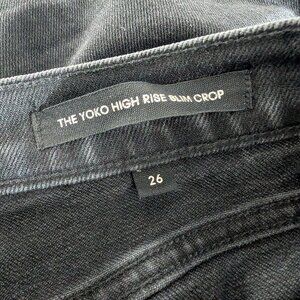 THE YOKO HIGH RISE SLIM CROP
26